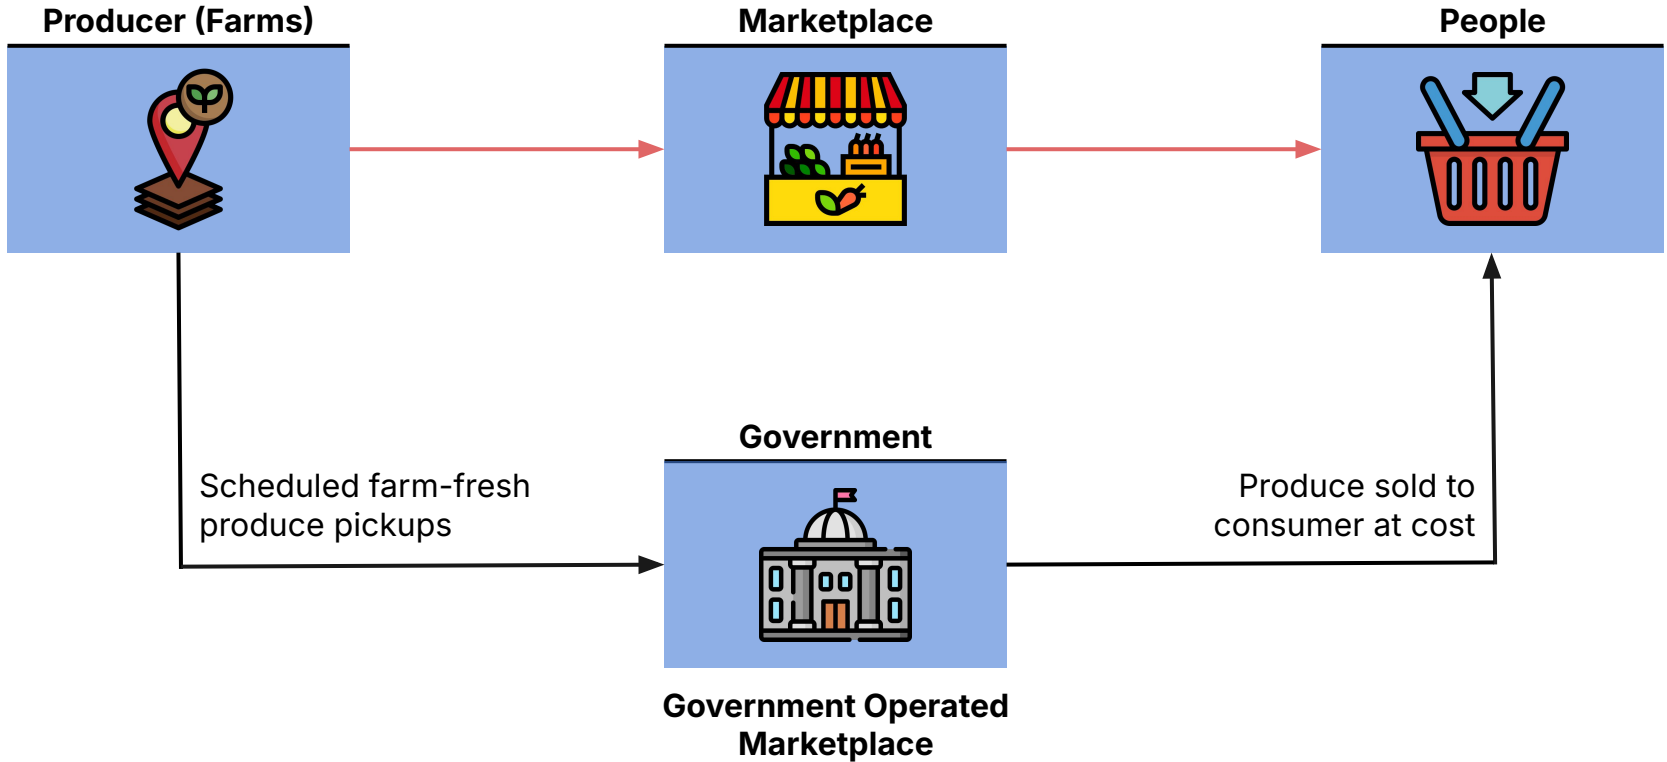 Producer (Farms)
Marketplace
People
Government
Scheduled farm-fresh
produce pickups
Produce sold to
consumer at cost
Government Operated
Marketplace